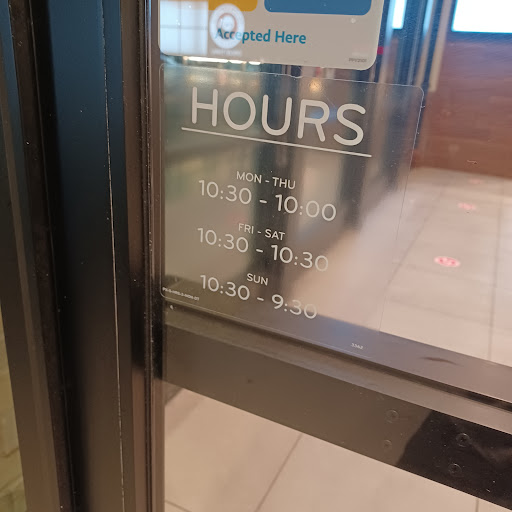 Accepted Here
HOURS
MON - THU
10:30 - 10:00
FRI - SAT
10:30 - 10:30
SUN
10:30 - 9:30